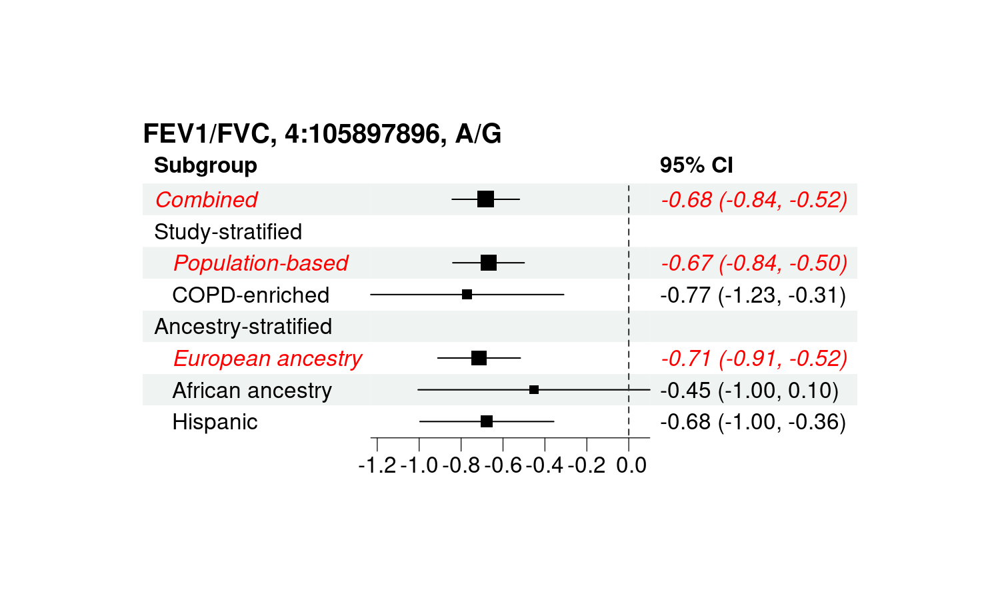 FEV1/FVC, 4:105897896, A/G
Subgroup 95% CI
Combined -0.68 (-0.84, -0.52)
Study-stratified
Population-based -0.67 (-0.84, -0.50)
COPD-enriched -0.77 (-1.23, -0.31)
Ancestry-stratified
European ancestry -0.71 (-0.91, -0.52)
African ancestry -0.45 (-1.00, 0.10)
Hispanic -0.68 (-1.00, -0.36)
-1.2 -1.0 -0.8 -0.6 -0.4 -0.2 0.0